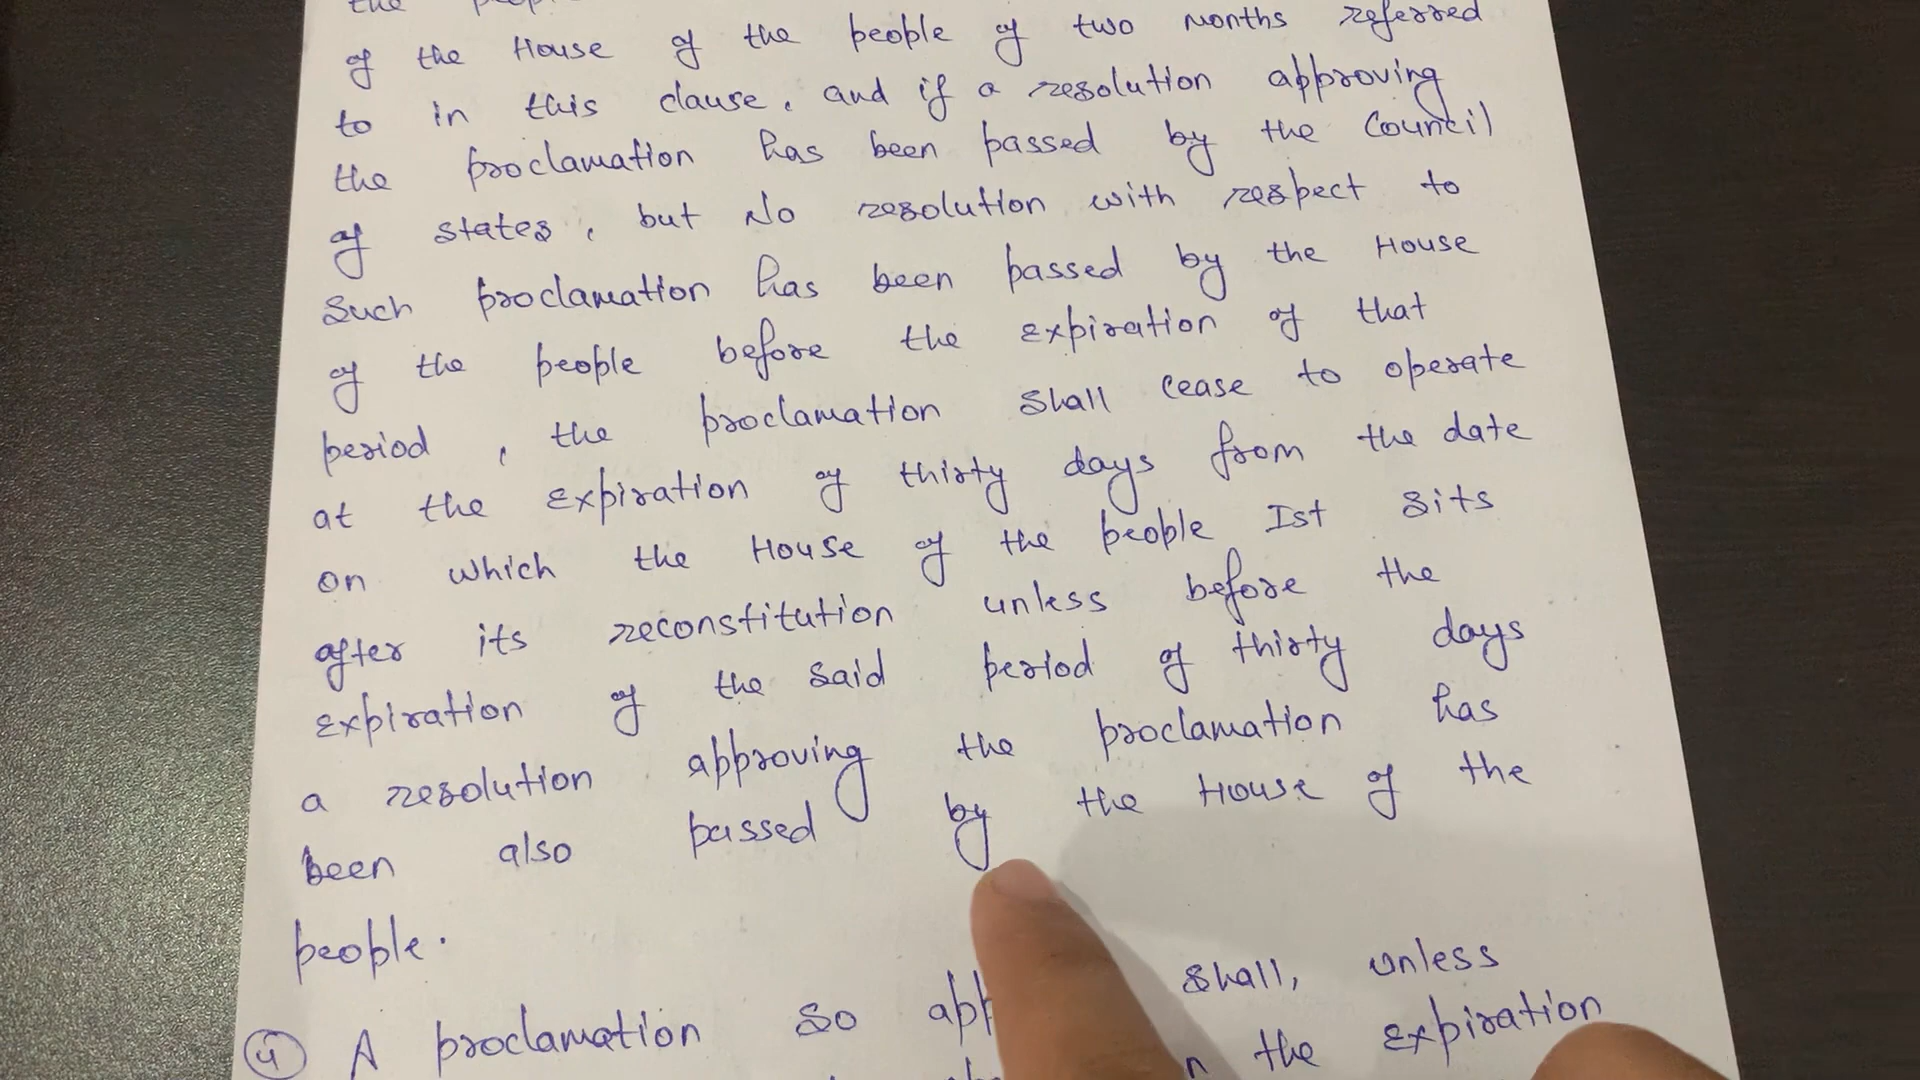 of the House of the people of two months referred
to in this clause, and if a resolution approving
the proclamation has been passed by the Council
of states, but No resolution with respect to
Such proclamation has been passed by the House
of the people before the expiration of that
period, the proclamation shall cease to operate
at the expiration of thirty days from the date
on which the House of the people Ist sits
after its reconstitution unless before the
expiration of the said period of thirty days
a resolution approving the proclamation has
been also passed by the House of the
people.
(4) A proclamation so shall, unless
the expiration